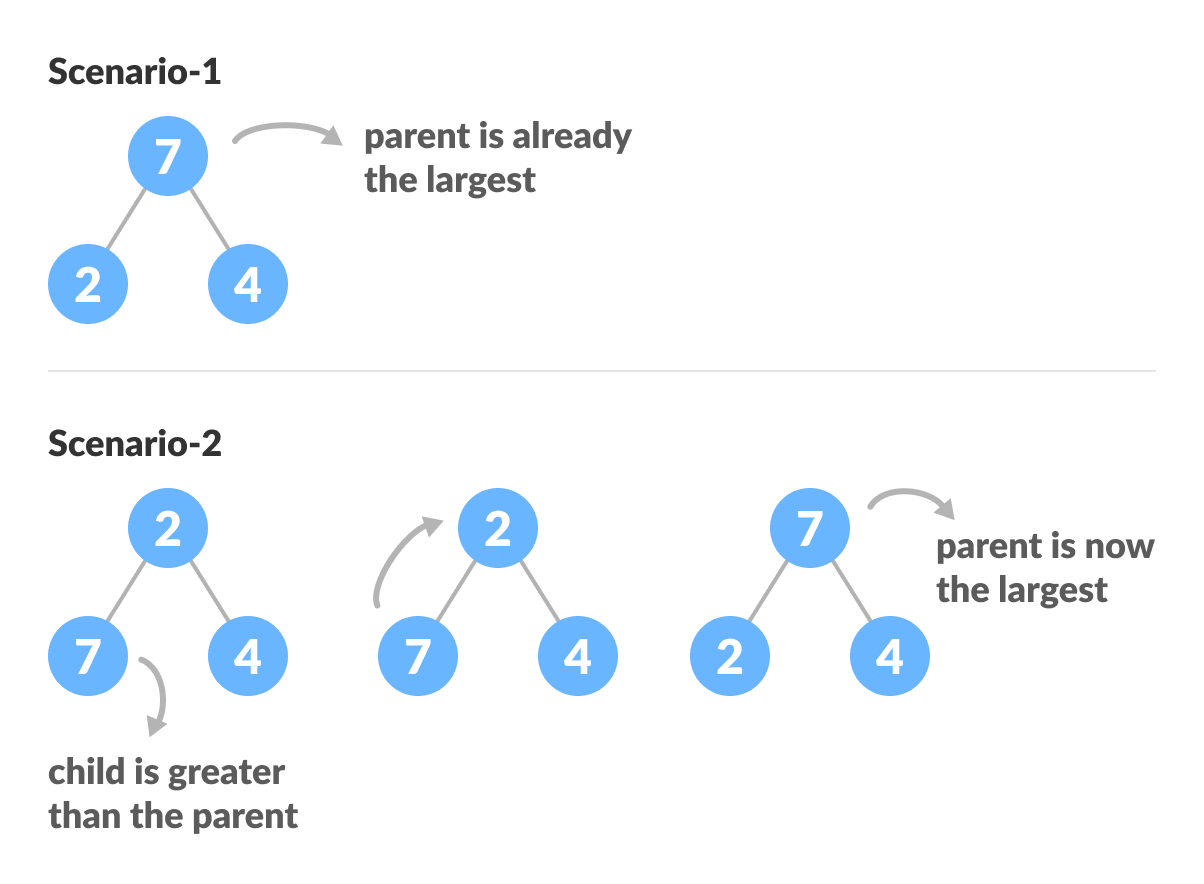 Scenario-1
7
parent is already
the largest
2 4
Scenario-2
2 2 7
parent is now
the largest
7 4 7 4 2 4
child is greater
than the parent